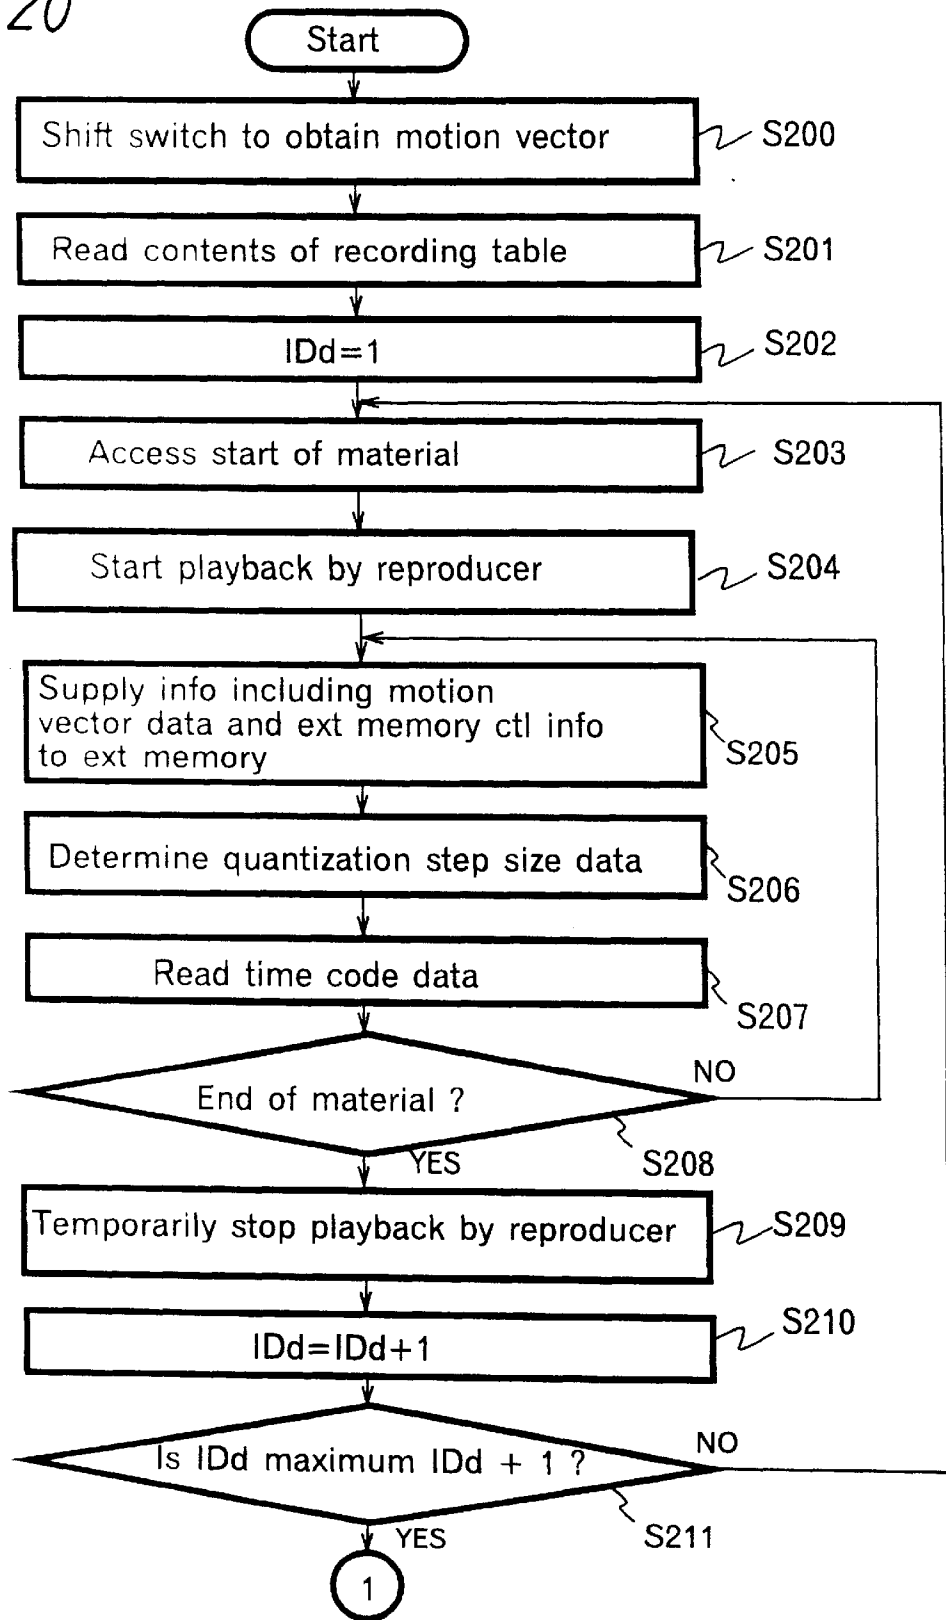 20
Start
Shift switch to obtain motion vector
S200
Read contents of recording table
S201
IDd=1
S202
Access start of material
S203
Start playback by reproducer
S204
Supply info including motion
vector data and ext memory ctl info
to ext memory
S205
Determine quantization step size data
S206
Read time code data
S207
End of material ?
NO
YES
S208
Temporarily stop playback by reproducer
S209
IDd=IDd+1
S210
Is IDd maximum IDd + 1 ?
NO
YES
S211
1